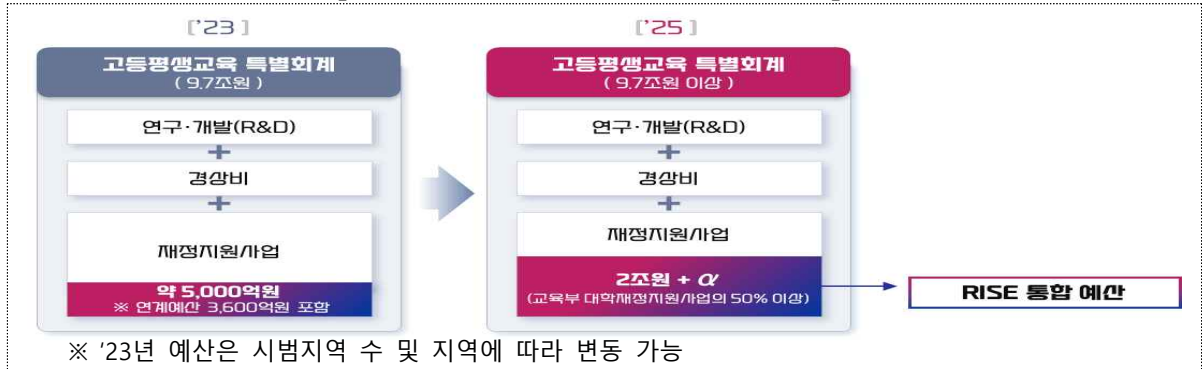 ['23]
고등평생교육 특별회계
( 9.7조원 )
연구·개발(R&D)
+
경상비
+
재정지원사업
약 5,000억원
※ 연계예산 3,600억원 포함
['25]
고등평생교육 특별회계
( 9.7조원 이상 )
연구·개발(R&D)
+
경상비
+
재정지원사업
2조원 + α
(교육부 대학재정지원사업의 50% 이상)
RISE 통합 예산
※ '23년 예산은 시범지역 수 및 지역에 따라 변동 가능